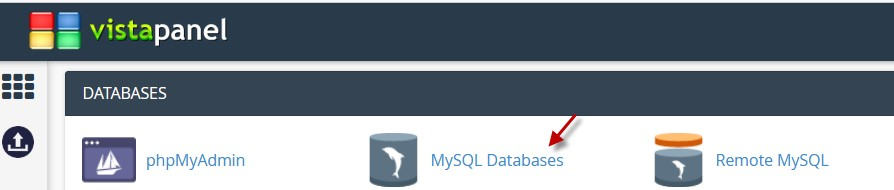 vistapanel
DATABASES
phpMyAdmin
MySQL Databases
Remote MySQL